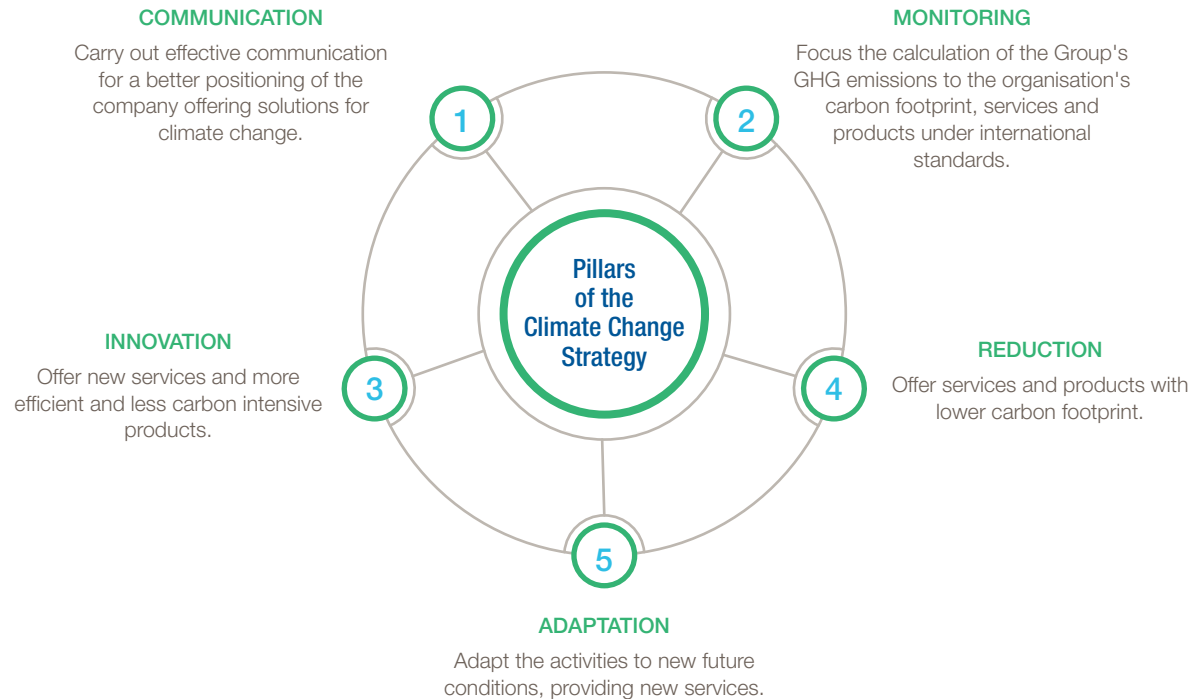 COMMUNICATION
Carry out effective communication
for a better positioning of the
company offering solutions for
climate change.
1
MONITORING
Focus the calculation of the Group's
GHG emissions to the organisation's
carbon footprint, services and
products under international
standards.
2
Pillars
of the
Climate Change
Strategy
INNOVATION
Offer new services and more
efficient and less carbon intensive
products.
3
REDUCTION
Offer services and products with
lower carbon footprint.
4
5
ADAPTATION
Adapt the activities to new future
conditions, providing new services.